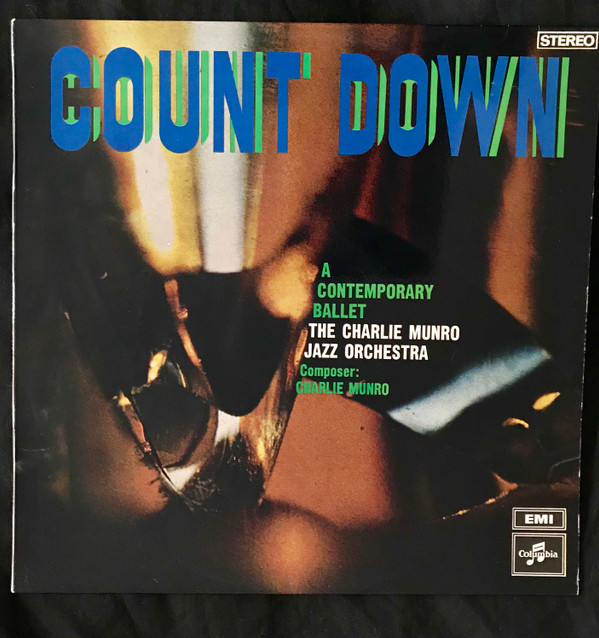 STEREO
COUNT DOWN
A
CONTEMPORARY
BALLET
THE CHARLIE MUNRO
JAZZ ORCHESTRA
Composer:
CHARLIE MUNRO
EMI
Columbia